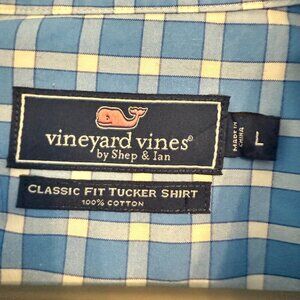 vineyard vines®
by Shep & Ian
MADE IN
CHINA
L
CLASSIC FIT TUCKER SHIRT
100% COTTON